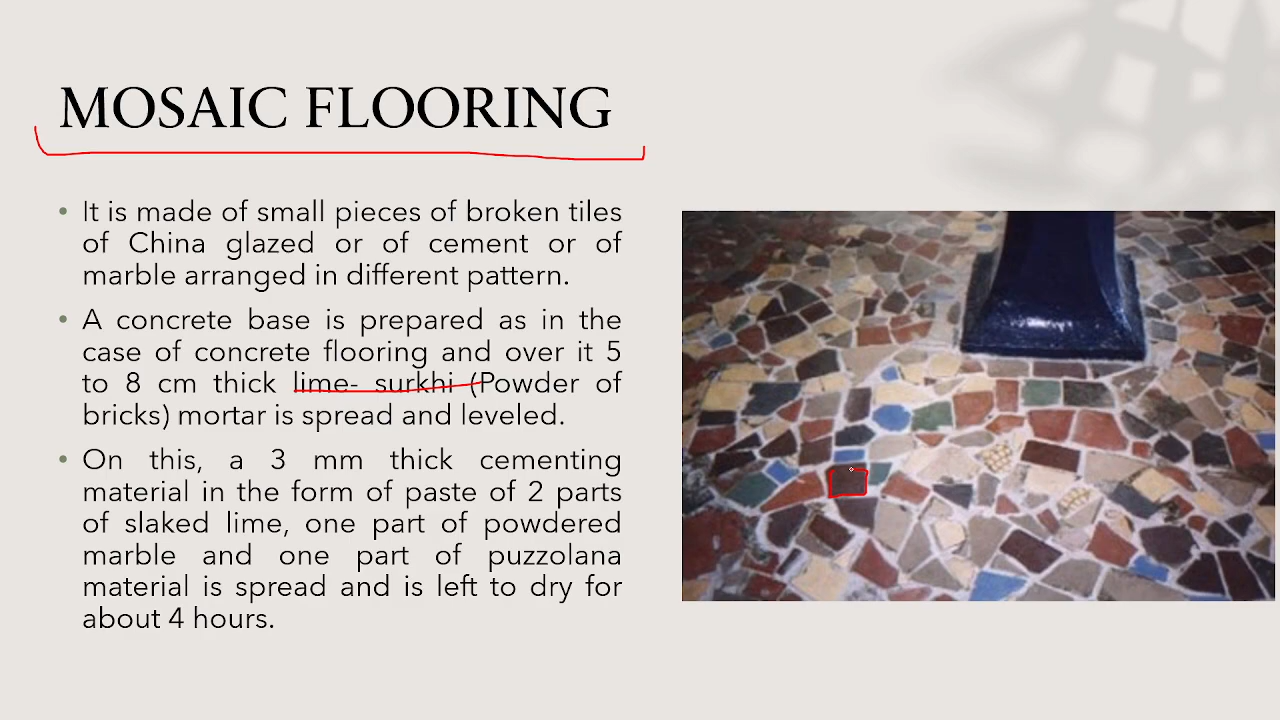 MOSAIC FLOORING
• It is made of small pieces of broken tiles
of China glazed or of cement or of
marble arranged in different pattern.
• A concrete base is prepared as in the
case of concrete flooring and over it 5
to 8 cm thick lime- surkhi (Powder of
bricks) mortar is spread and leveled.
• On this, a 3 mm thick cementing
material in the form of paste of 2 parts
of slaked lime, one part of powdered
marble and one part of puzzolana
material is spread and is left to dry for
about 4 hours.